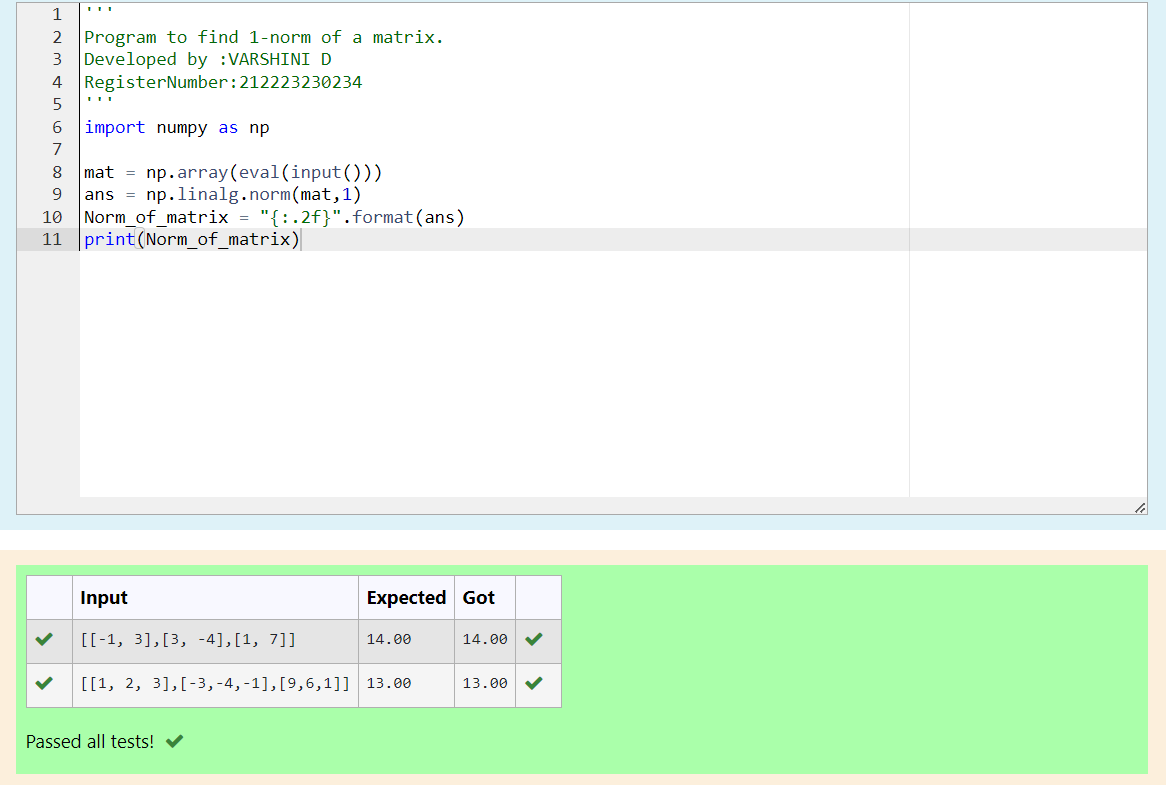 1 '''
2 Program to find 1-norm of a matrix.
3 Developed by :VARSHINI D
4 RegisterNumber:212223230234
5 '''
6 import numpy as np
7
8 mat = np.array(eval(input()))
9 ans = np.linalg.norm(mat,1)
10 Norm_of_matrix = "{:.2f}".format(ans)
11 print(Norm_of_matrix)
Input Expected Got
[[-1, 3],[3, -4],[1, 7]] 14.00 14.00
[[1, 2, 3],[-3,-4,-1],[9,6,1]] 13.00 13.00
Passed all tests!